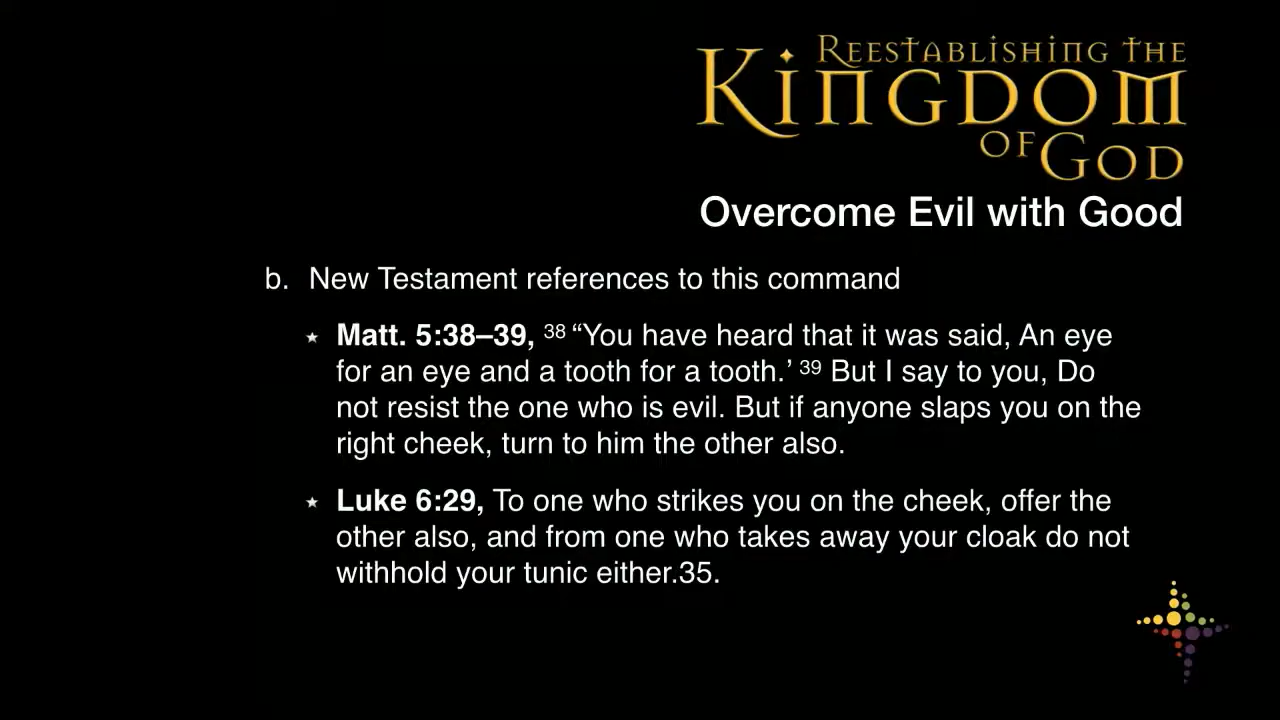 Reestablishing the
Kingdom
of God
Overcome Evil with Good
b. New Testament references to this command
★ Matt. 5:38–39, 38 “You have heard that it was said, An eye
for an eye and a tooth for a tooth.’ 39 But I say to you, Do
not resist the one who is evil. But if anyone slaps you on the
right cheek, turn to him the other also.
★ Luke 6:29, To one who strikes you on the cheek, offer the
other also, and from one who takes away your cloak do not
withhold your tunic either.35.